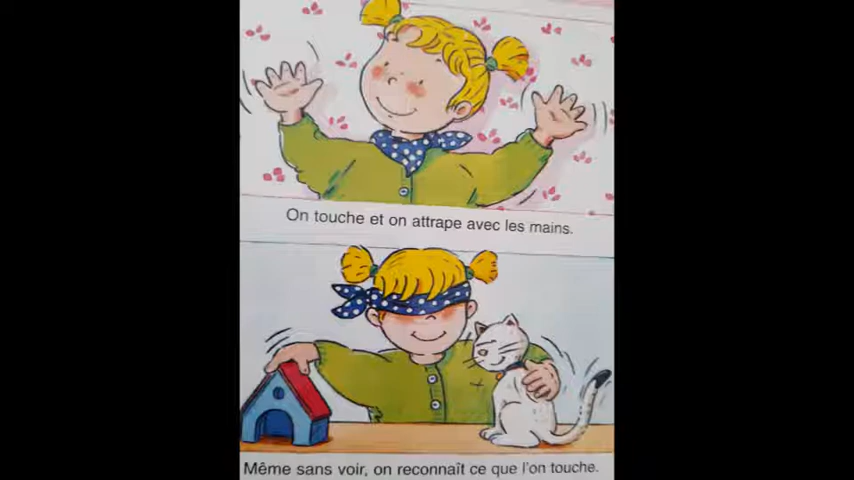 On touche et on attrape avec les mains.
Même sans voir, on reconnaît ce que l'on touche.